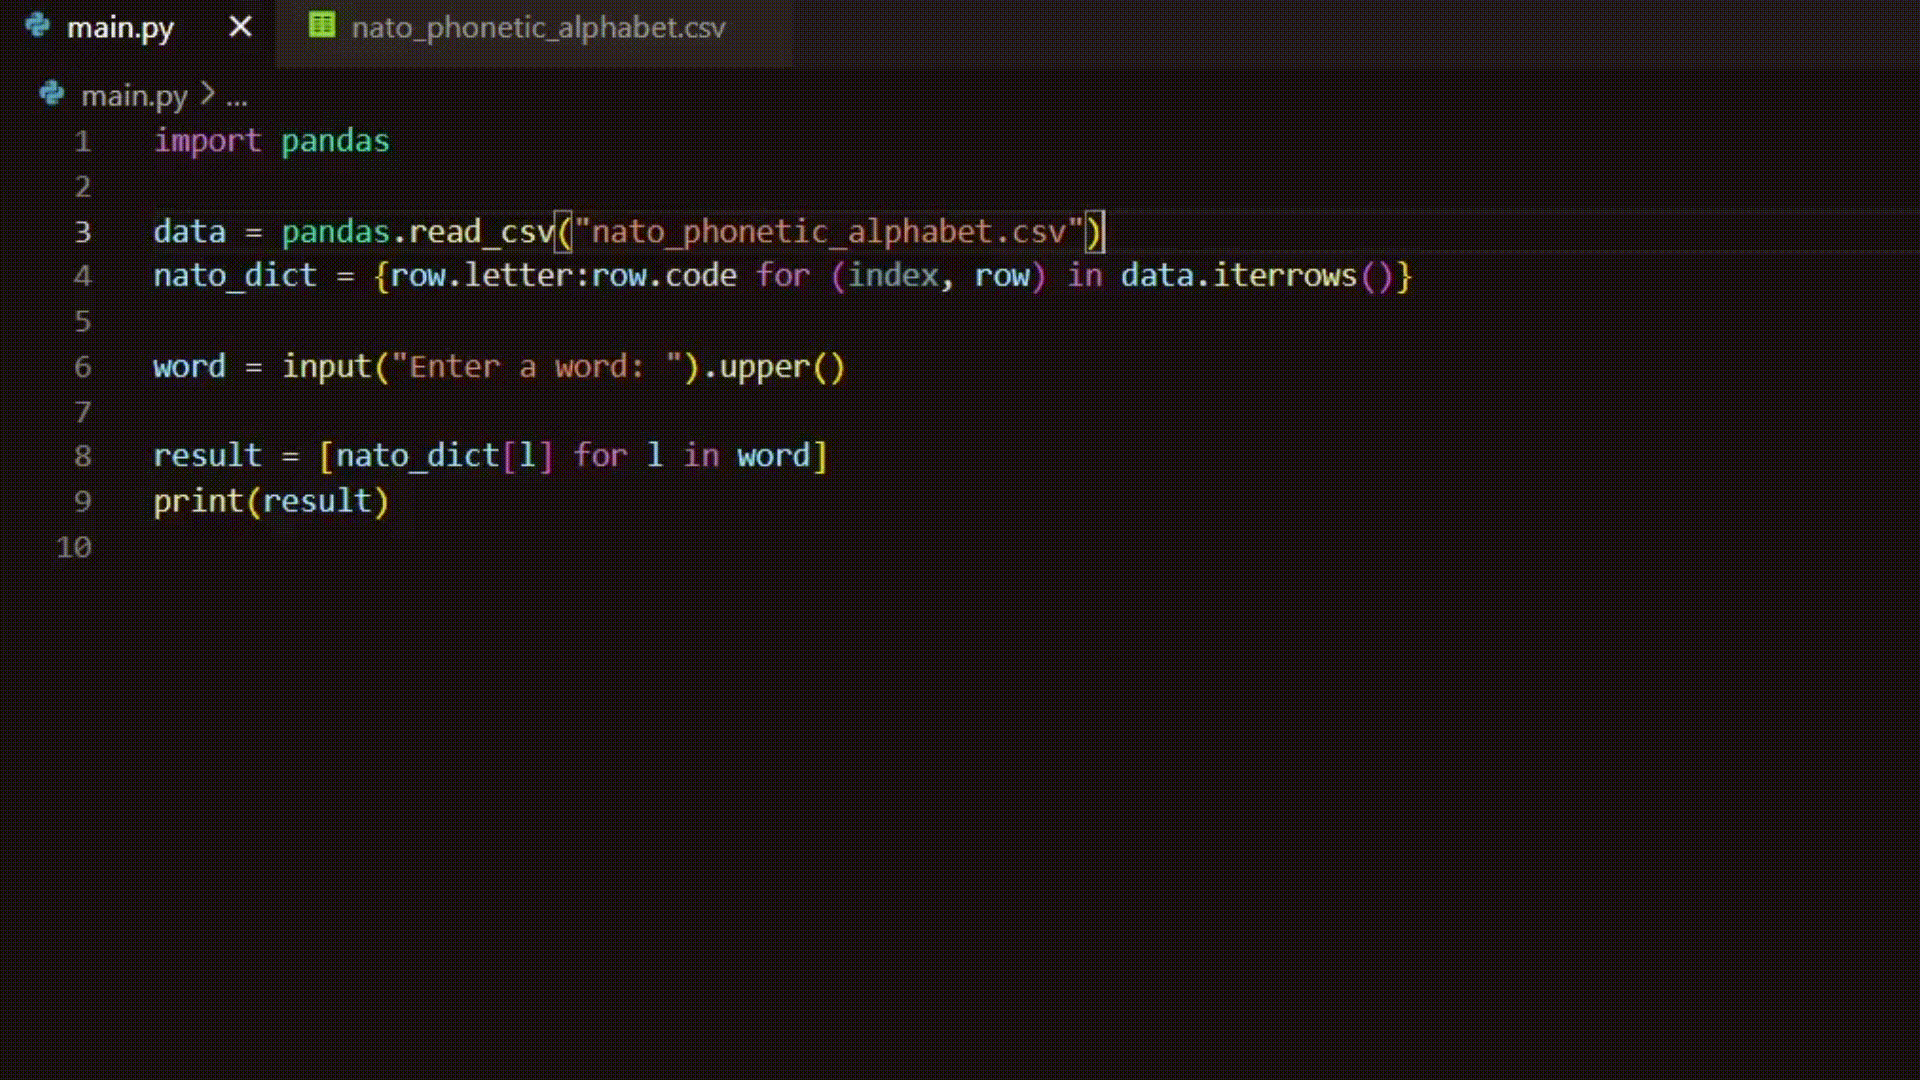 main.py nato_phonetic_alphabet.csv
main.py > ...
1 import pandas
2
3 data = pandas.read_csv("nato_phonetic_alphabet.csv")
4 nato_dict = {row.letter:row.code for (index, row) in data.iterrows()}
5
6 word = input("Enter a word: ").upper()
7
8 result = [nato_dict[l] for l in word]
9 print(result)
10